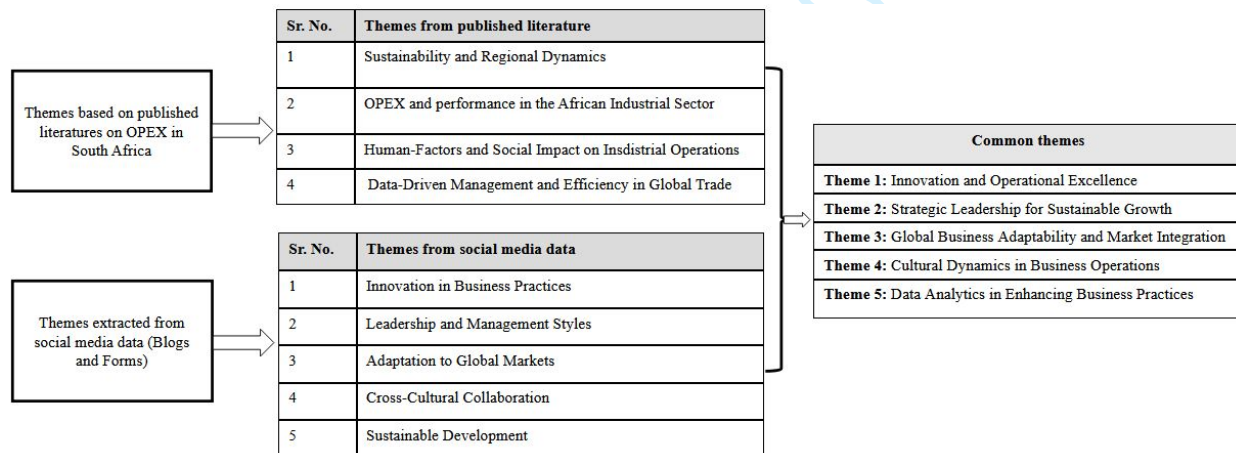 Themes based on published
literatures on OPEX in
South Africa
Sr. No. Themes from published literature
1 Sustainability and Regional Dynamics
2 OPEX and performance in the African Industrial Sector
3 Human-Factors and Social Impact on Insdistrial Operations
4 Data-Driven Management and Efficiency in Global Trade
Themes extracted from
social media data (Blogs
and Forms)
Sr. No. Themes from social media data
1 Innovation in Business Practices
2 Leadership and Management Styles
3 Adaptation to Global Markets
4 Cross-Cultural Collaboration
5 Sustainable Development
Common themes
Theme 1: Innovation and Operational Excellence
Theme 2: Strategic Leadership for Sustainable Growth
Theme 3: Global Business Adaptability and Market Integration
Theme 4: Cultural Dynamics in Business Operations
Theme 5: Data Analytics in Enhancing Business Practices